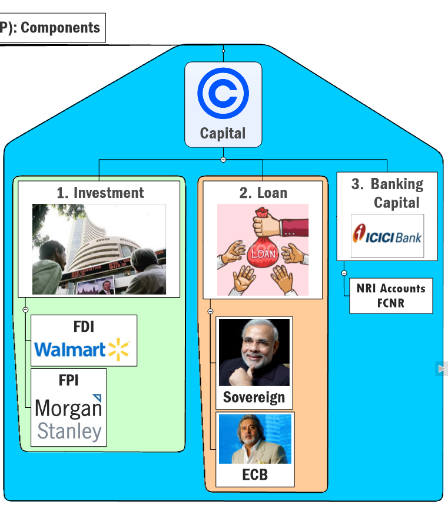 P): Components
Capital
1. Investment
2. Loan
3. Banking
Capital
LOAN
ICICI Bank
NRI Accounts
FCNR
FDI
Walmart
FPI
Morgan
Stanley
Sovereign
ECB